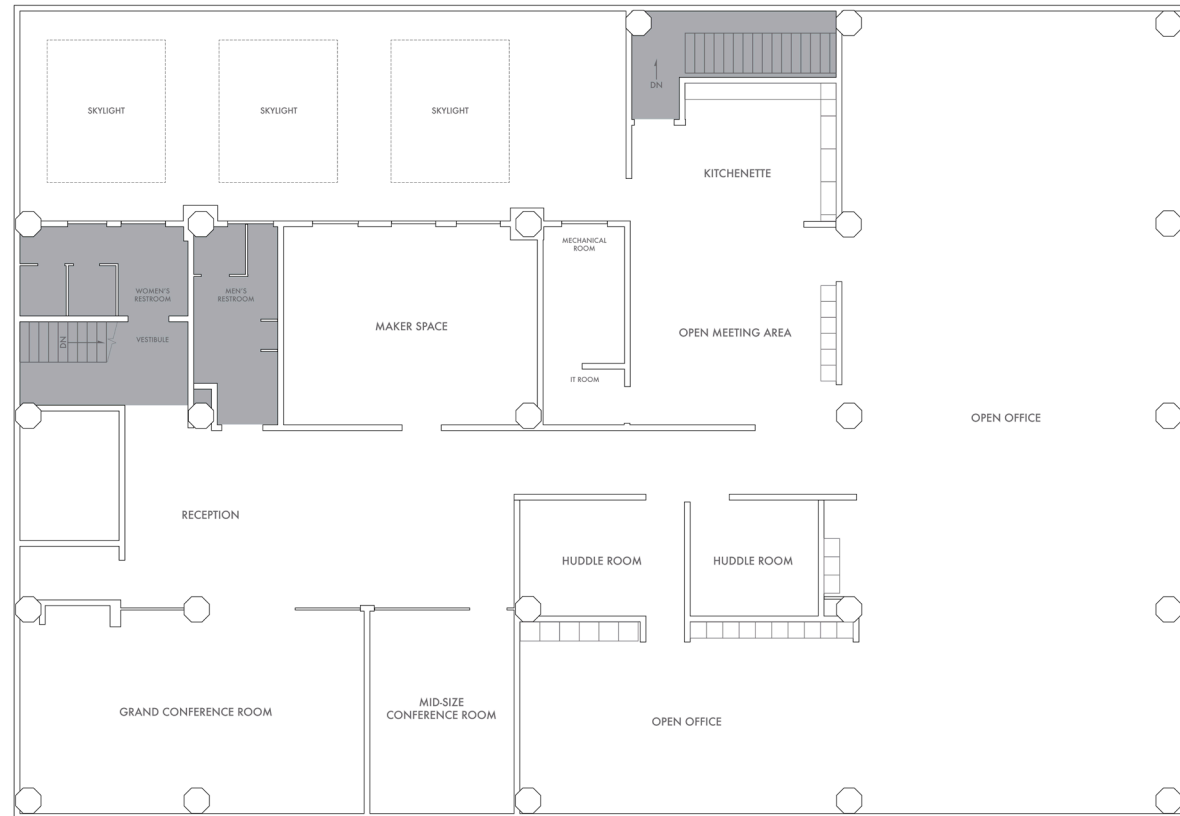 SKYLIGHT
SKYLIGHT
SKYLIGHT
DN
KITCHENETTE
MECHANICAL
ROOM
WOMEN'S
RESTROOM
MEN'S
RESTROOM
MAKER SPACE
OPEN MEETING AREA
DN
VESTIBULE
IT ROOM
OPEN OFFICE
RECEPTION
HUDDLE ROOM
HUDDLE ROOM
GRAND CONFERENCE ROOM
MID-SIZE
CONFERENCE ROOM
OPEN OFFICE